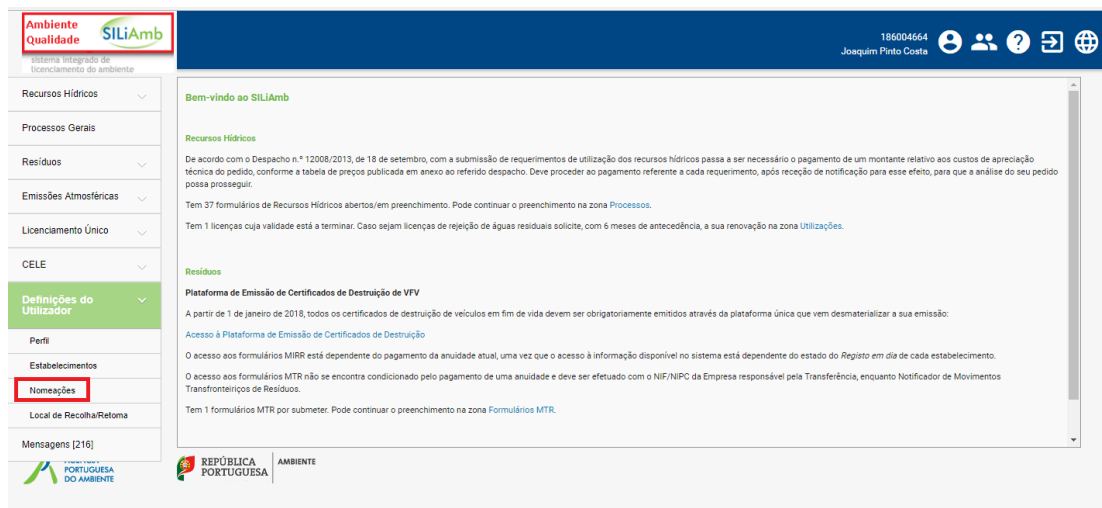 Ambiente
Qualidade
SILiAmb
sistema integrado de
licenciamento do ambiente
186004664
Joaquim Pinto Costa
Recursos Hídricos
Processos Gerais
Resíduos
Emissões Atmosféricas
Licenciamento Único
CELE
Definições do
Utilizador
Perfil
Estabelecimentos
Nomeações
Local de Recolha/Retoma
Mensagens [216]
Bem-vindo ao SILiAmb
Recursos Hídricos
De acordo com o Despacho n.º 12008/2013, de 18 de setembro, com a submissão de requerimentos de utilização dos recursos hídricos passa a ser necessário o pagamento de um montante relativo aos custos de apreciação
técnica do pedido, conforme a tabela de preços publicada em anexo ao referido despacho. Deve proceder ao pagamento referente a cada requerimento, após receção de notificação para esse efeito, para que a análise do seu pedido
possa prosseguir.
Tem 37 formulários de Recursos Hídricos abertos/em preenchimento. Pode continuar o preenchimento na zona Processos.
Tem 1 licenças cuja validade está a terminar. Caso sejam licenças de rejeição de águas residuais solicite, com 6 meses de antecedência, a sua renovação na zona Utilizações.
Resíduos
Plataforma de Emissão de Certificados de Destruição de VFV
A partir de 1 de janeiro de 2018, todos os certificados de destruição de veículos em fim de vida devem ser obrigatoriamente emitidos através da plataforma única que vem desmaterializar a sua emissão:
Acesso à Plataforma de Emissão de Certificados de Destruição
O acesso aos formulários MIRR está dependente do pagamento da anuidade atual, uma vez que o acesso à informação disponível no sistema está dependente do estado do Registo em dia de cada estabelecimento.
O acesso aos formulários MTR não se encontra condicionado pelo pagamento de uma anuidade e deve ser efetuado com o NIF/NIPC da Empresa responsável pela Transferência, enquanto Notificador de Movimentos
Transfronteiriços de Resíduos.
Tem 1 formulários MTR por submeter. Pode continuar o preenchimento na zona Formulários MTR.
PORTUGUESA
DO AMBIENTE
REPÚBLICA
PORTUGUESA
AMBIENTE